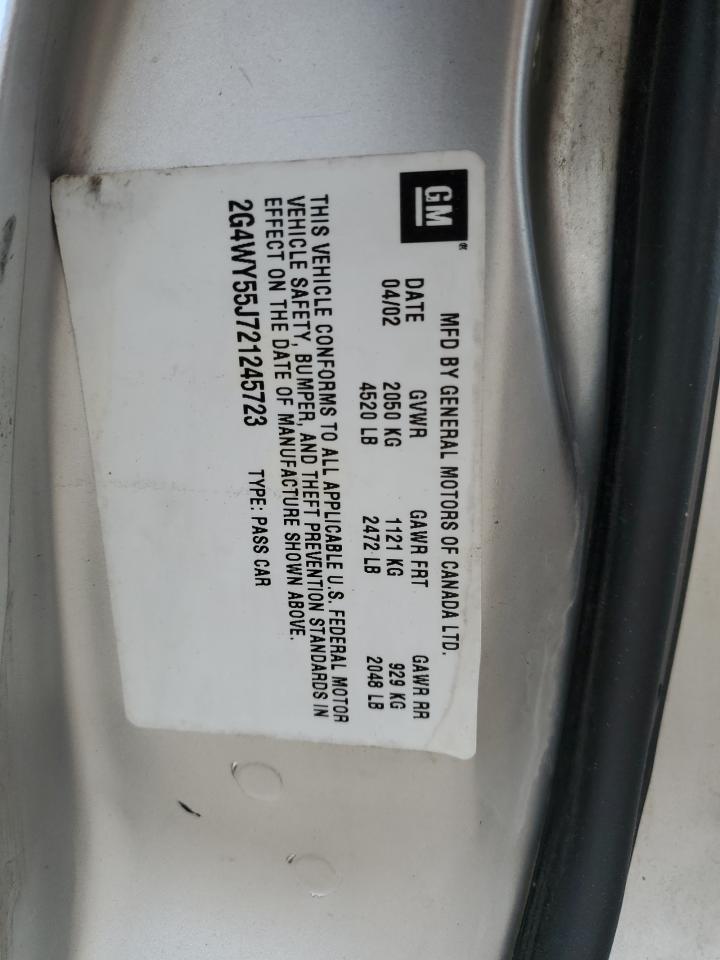 GM
MFD BY GENERAL MOTORS OF CANADA LTD.
DATE GVWR GAWR FRT GAWR RR
04/02 2050 KG 1121 KG 929 KG
4520 LB 2472 LB 2048 LB
THIS VEHICLE CONFORMS TO ALL APPLICABLE U.S. FEDERAL MOTOR
VEHICLE SAFETY, BUMPER, AND THEFT PREVENTION STANDARDS IN
EFFECT ON THE DATE OF MANUFACTURE SHOWN ABOVE.
2G4WY55J721245723 TYPE: PASS CAR